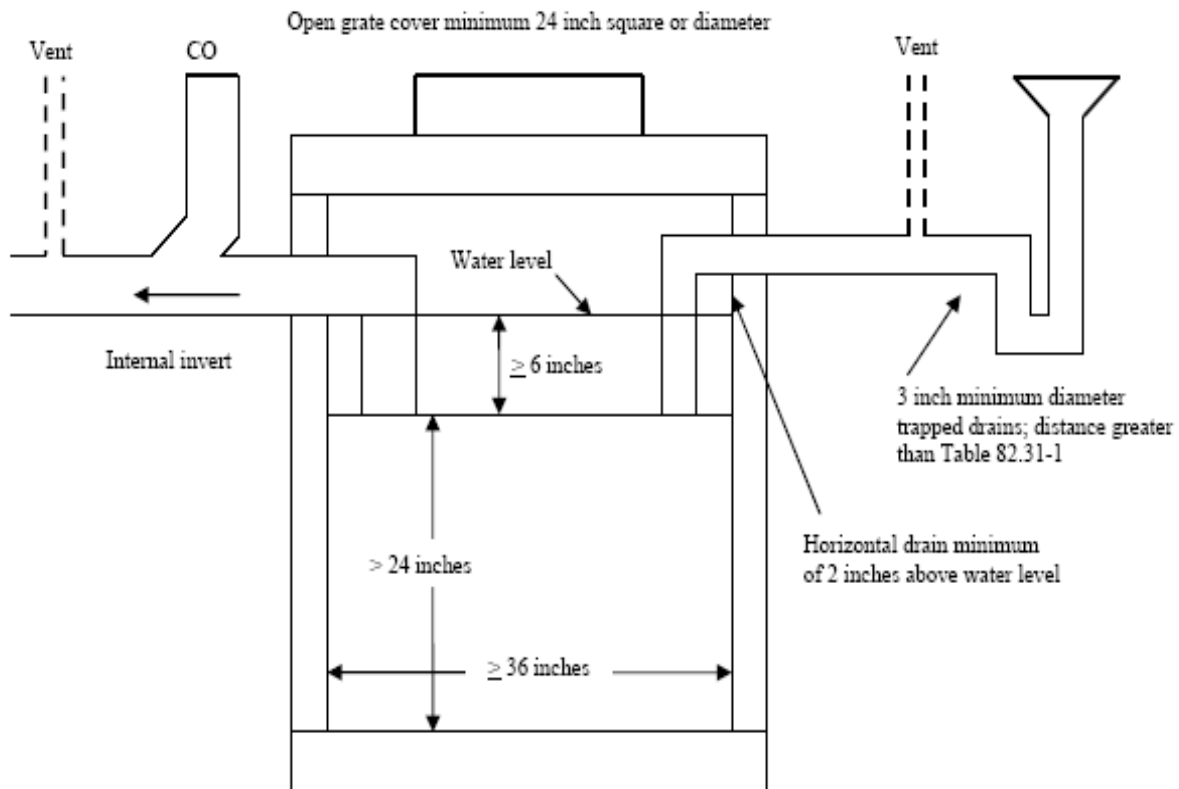 Open grate cover minimum 24 inch square or diameter
Vent
CO
Vent
Water level
Internal invert
≥ 6 inches
3 inch minimum diameter
trapped drains; distance greater
than Table 82.31-1
Horizontal drain minimum
of 2 inches above water level
> 24 inches
≥ 36 inches